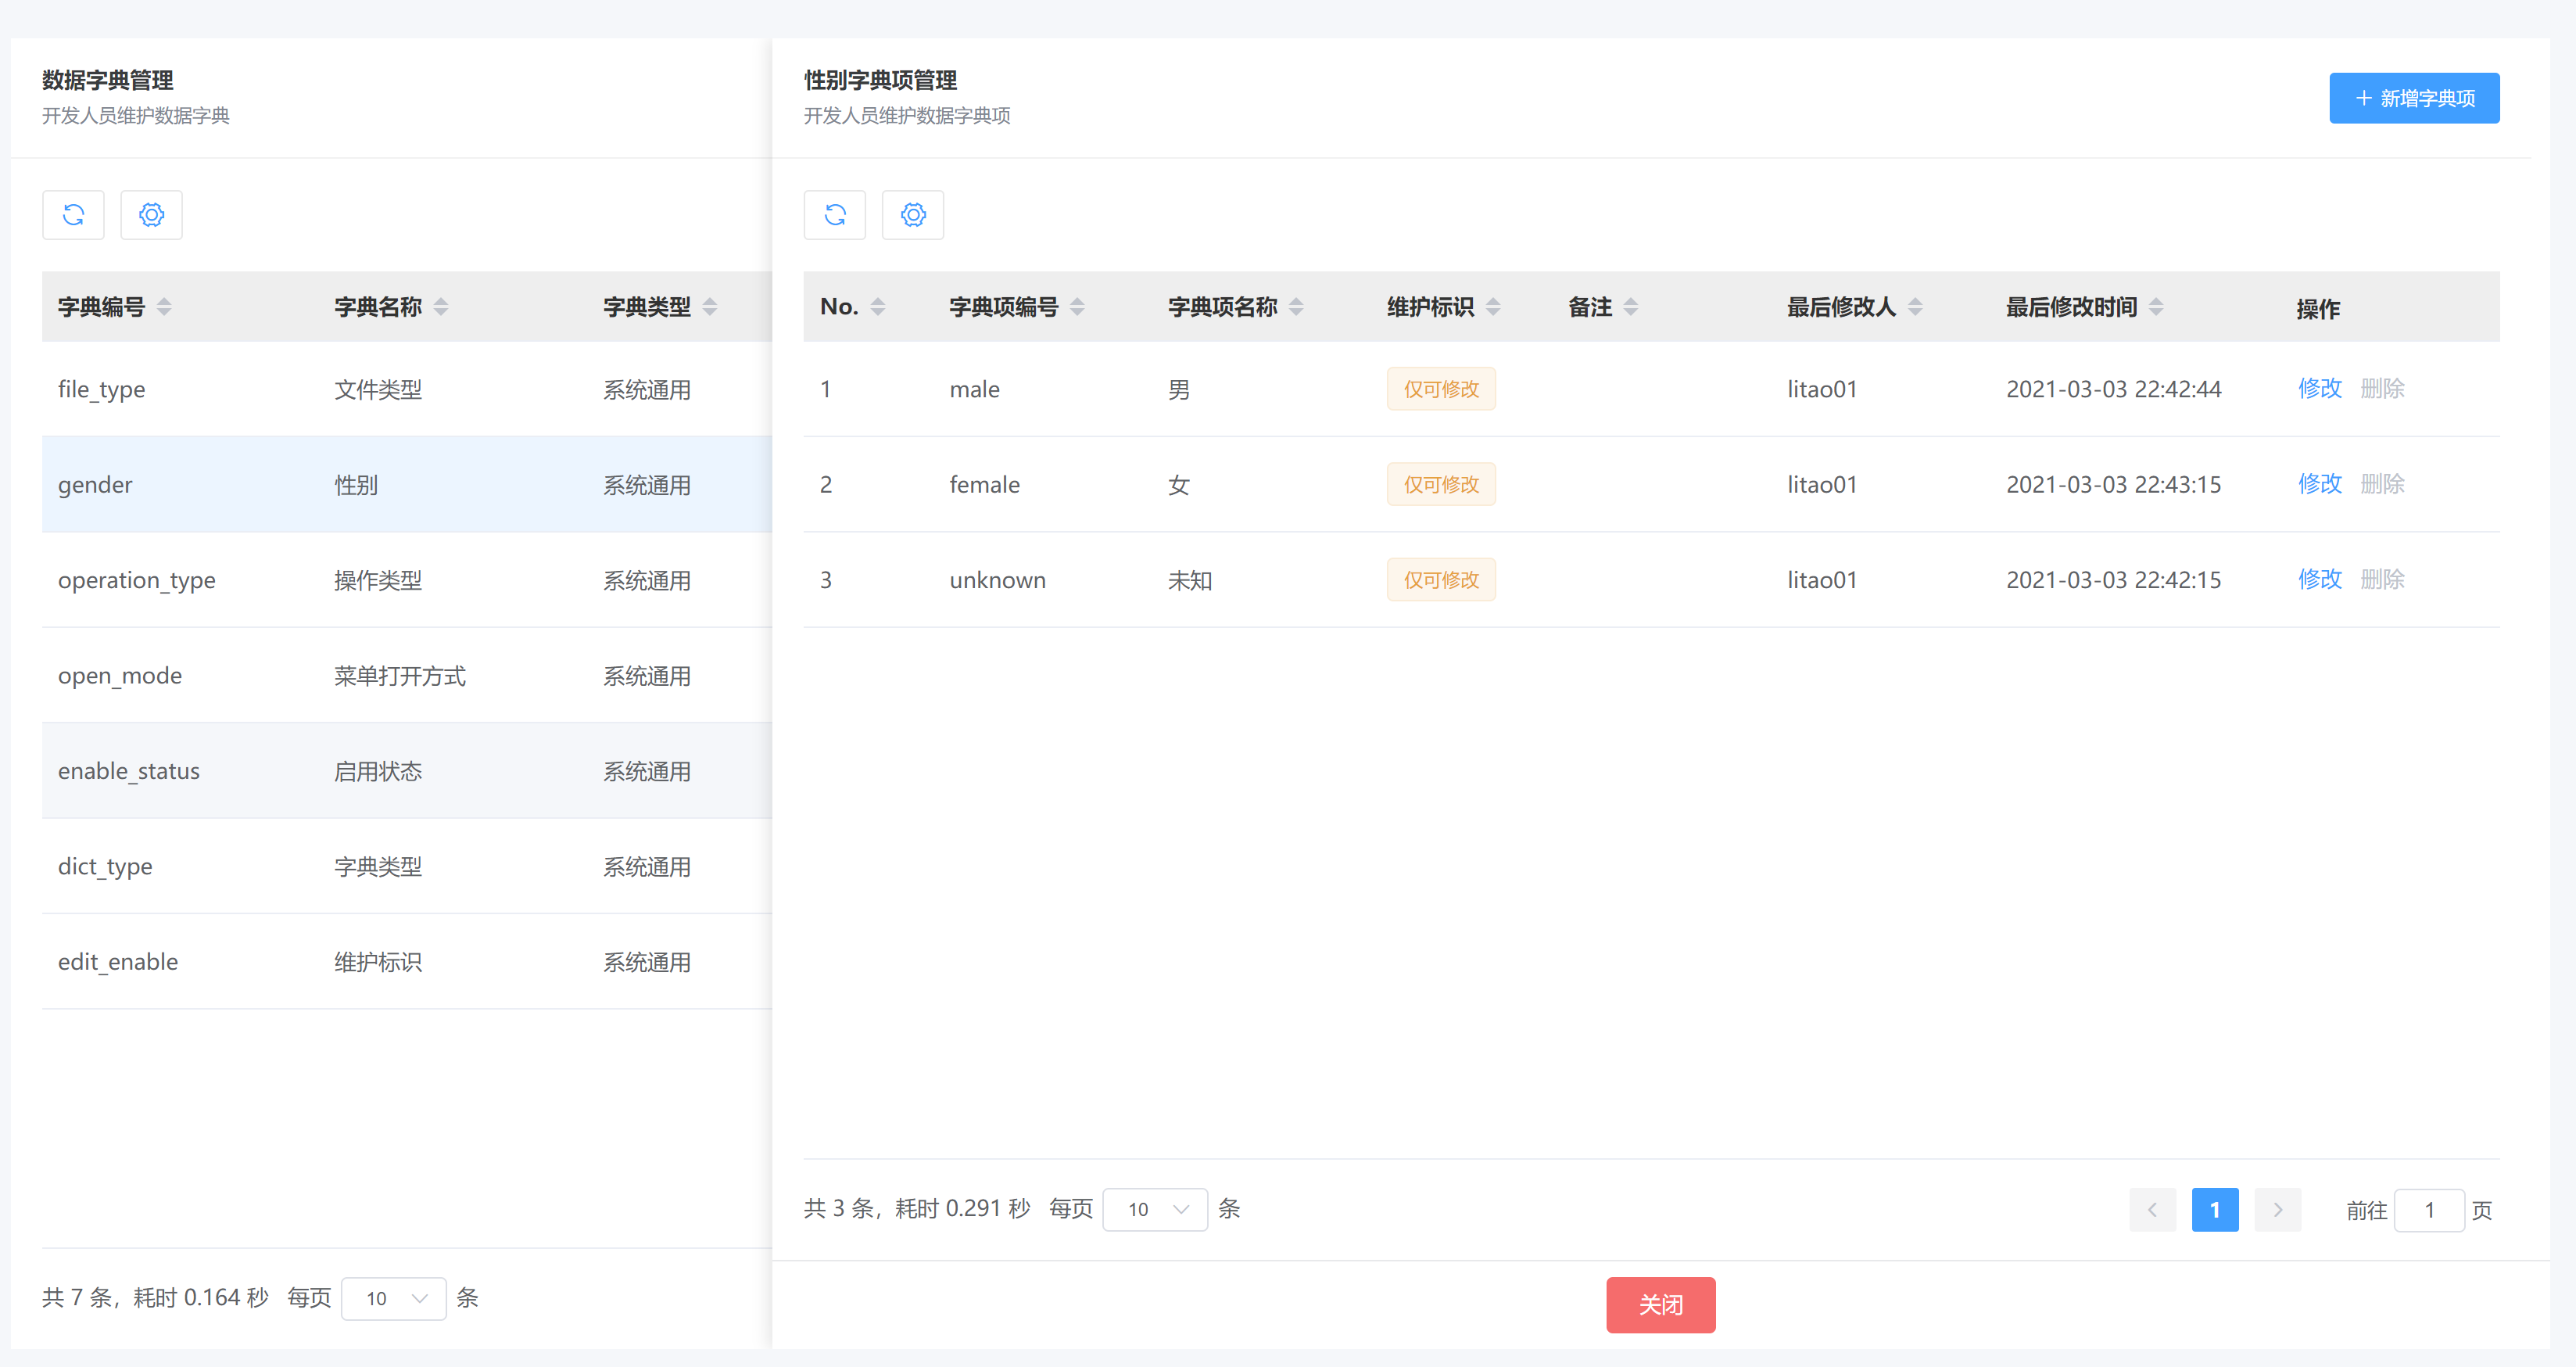 数据字典管理
开发人员维护数据字典
字典编号 字典名称 字典类型
file_type 文件类型 系统通用
gender 性别 系统通用
operation_type 操作类型 系统通用
open_mode 菜单打开方式 系统通用
enable_status 启用状态 系统通用
dict_type 字典类型 系统通用
edit_enable 维护标识 系统通用
共 7 条，耗时 0.164 秒 每页 10 条
性别字典项管理
开发人员维护数据字典项
新增字典项
No. 字典项编号 字典项名称 维护标识 备注 最后修改人 最后修改时间 操作
1 male 男 仅可修改 litao01 2021-03-03 22:42:44 修改 删除
2 female 女 仅可修改 litao01 2021-03-03 22:43:15 修改 删除
3 unknown 未知 仅可修改 litao01 2021-03-03 22:42:15 修改 删除
共 3 条，耗时 0.291 秒 每页 10 条 1 前往 1 页
关闭